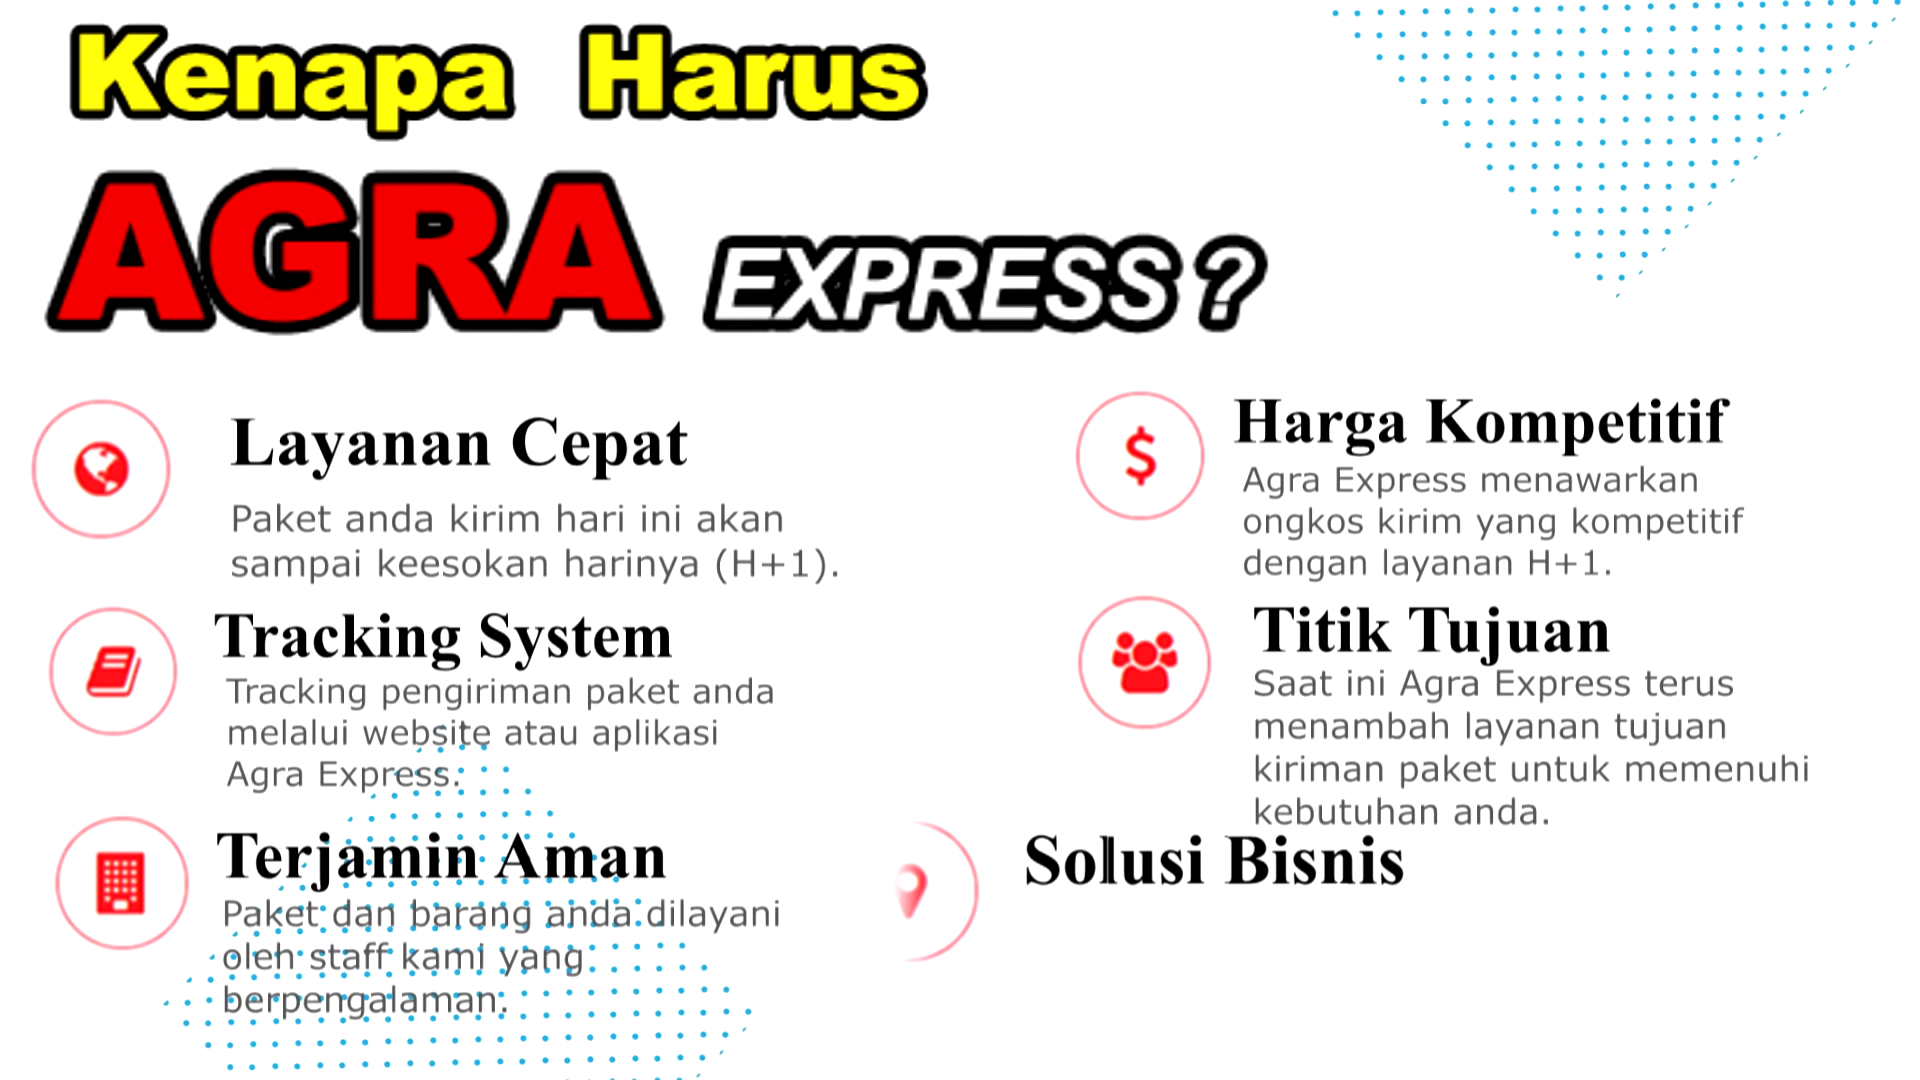 Kenapa Harus
AGRA EXPRESS ?
Layanan Cepat
Paket anda kirim hari ini akan
sampai keesokan harinya (H+1).
Tracking System
Tracking pengiriman paket anda
melalui website atau aplikasi
Agra Express.
Terjamin Aman
Paket dan barang anda dilayani
oleh staff kami yang
berpengalaman.
Harga Kompetitif
Agra Express menawarkan
ongkos kirim yang kompetitif
dengan layanan H+1.
Titik Tujuan
Saat ini Agra Express terus
menambah layanan tujuan
kiriman paket untuk memenuhi
kebutuhan anda.
Solusi Bisnis